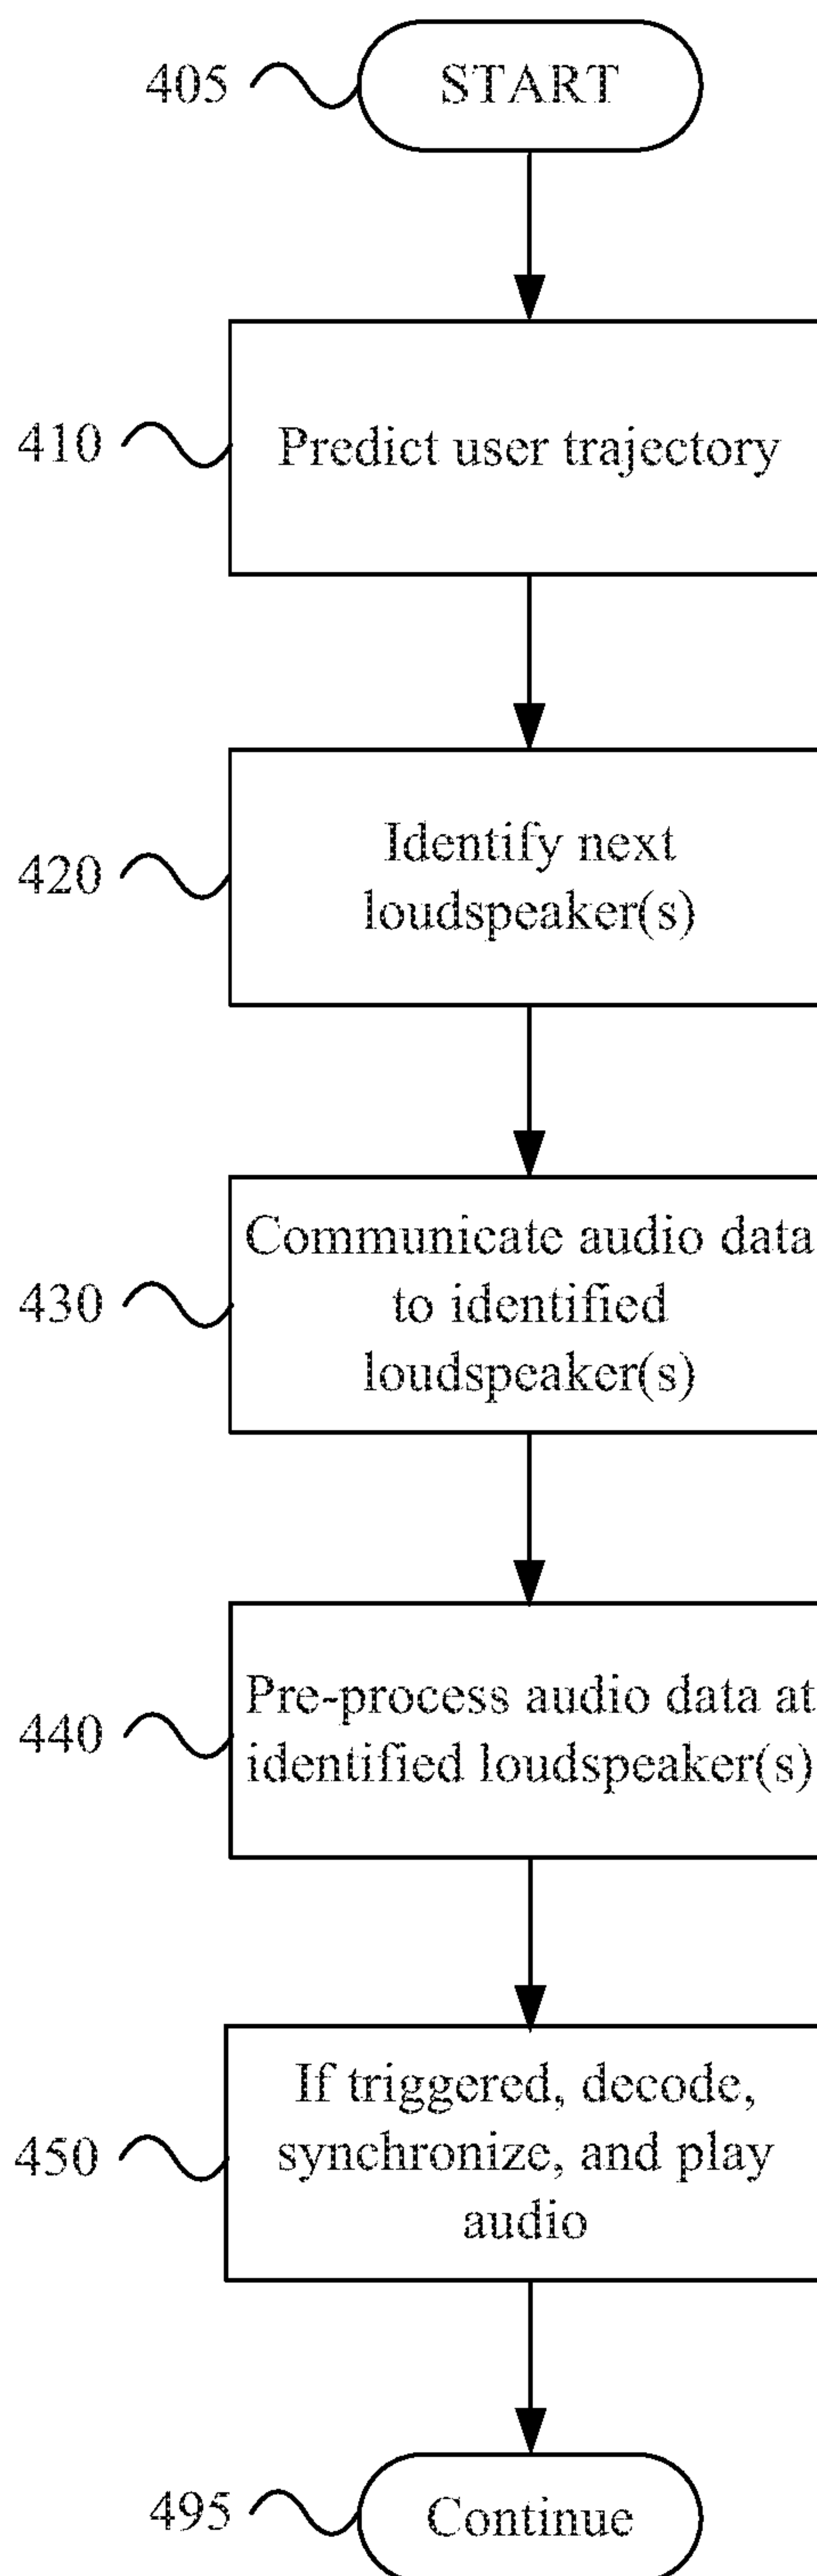 405
START
410
Predict user trajectory
420
Identify next
loudspeaker(s)
430
Communicate audio data
to identified
loudspeaker(s)
440
Pre-process audio data at
identified loudspeaker(s)
450
If triggered, decode,
synchronize, and play
audio
495
Continue